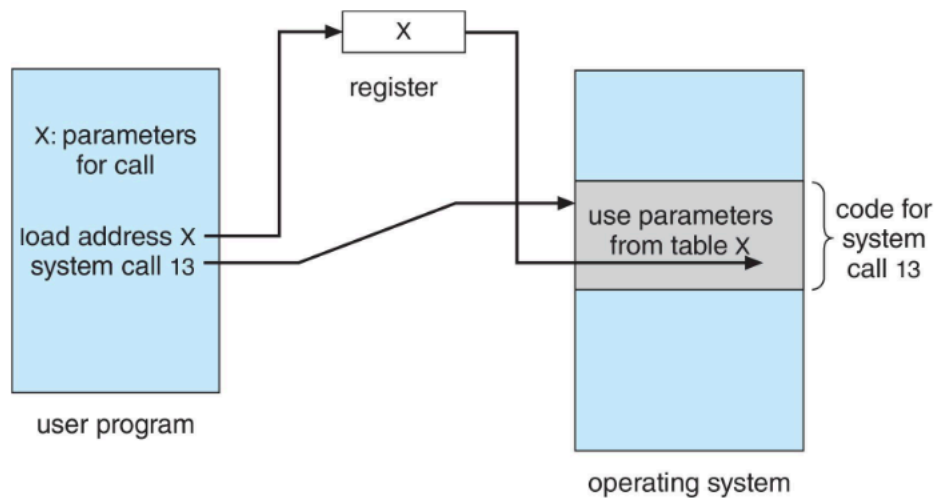 X
register
X: parameters
for call
load address X
system call 13
user program
use parameters
from table X
code for
system
call 13
operating system